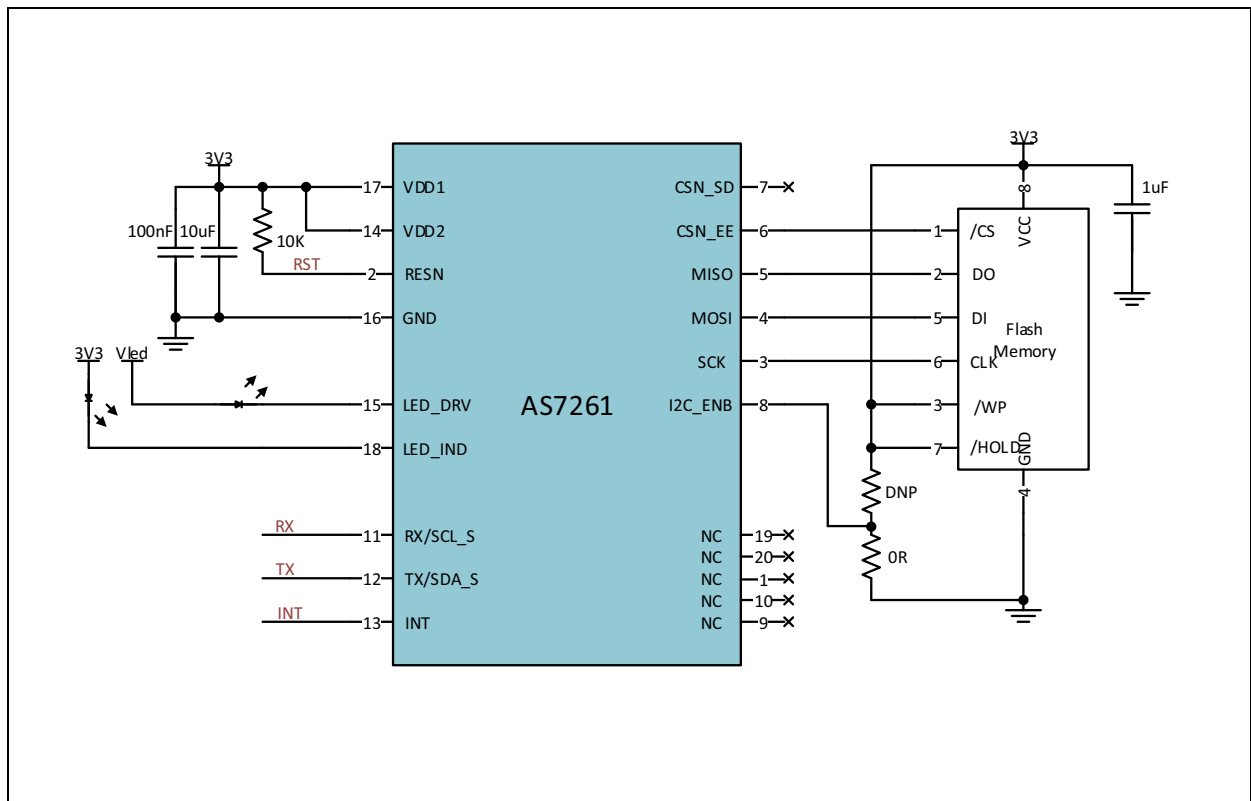 3V3
100nF 10uF
10K
RST
3V3 Vled
RX
TX
INT
17 VDD1
14 VDD2
2 RESN
16 GND
15 LED_DRV
18 LED_IND
11 RX/SCL_S
12 TX/SDA_S
13 INT
AS7261
CSN_SD 7
CSN_EE 6
MISO 5
MOSI 4
SCK 3
I2C_ENB 8
NC 19
NC 20
NC 1
NC 10
NC 9
3V3
1uF
8
VCC
1 /CS
2 DO
5 DI
6 CLK
3 /WP
7 /HOLD
Flash
Memory
GND
4
DNP
0R